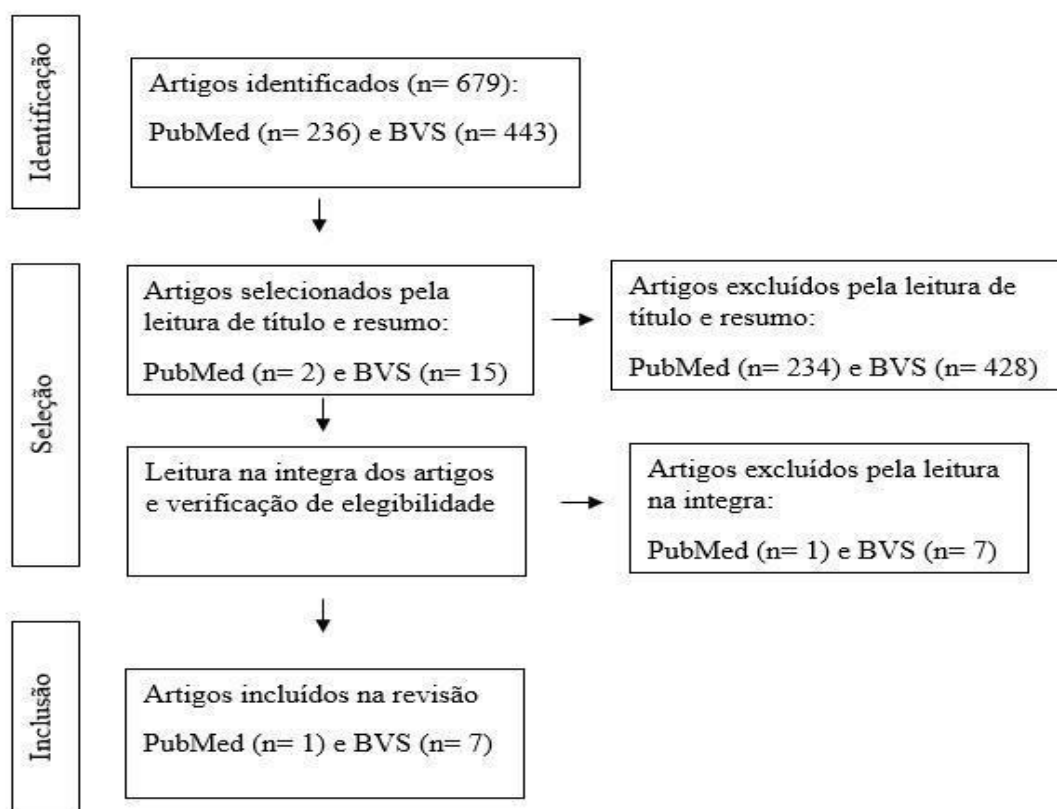 Identificação
Artigos identificados (n= 679):
PubMed (n= 236) e BVS (n= 443)
Seleção
Artigos selecionados pela
leitura de título e resumo:
PubMed (n= 2) e BVS (n= 15)
Artigos excluídos pela leitura de
título e resumo:
PubMed (n= 234) e BVS (n= 428)
Leitura na integra dos artigos
e verificação de elegibilidade
Artigos excluídos pela leitura
na integra:
PubMed (n= 1) e BVS (n= 7)
Inclusão
Artigos incluídos na revisão
PubMed (n= 1) e BVS (n= 7)